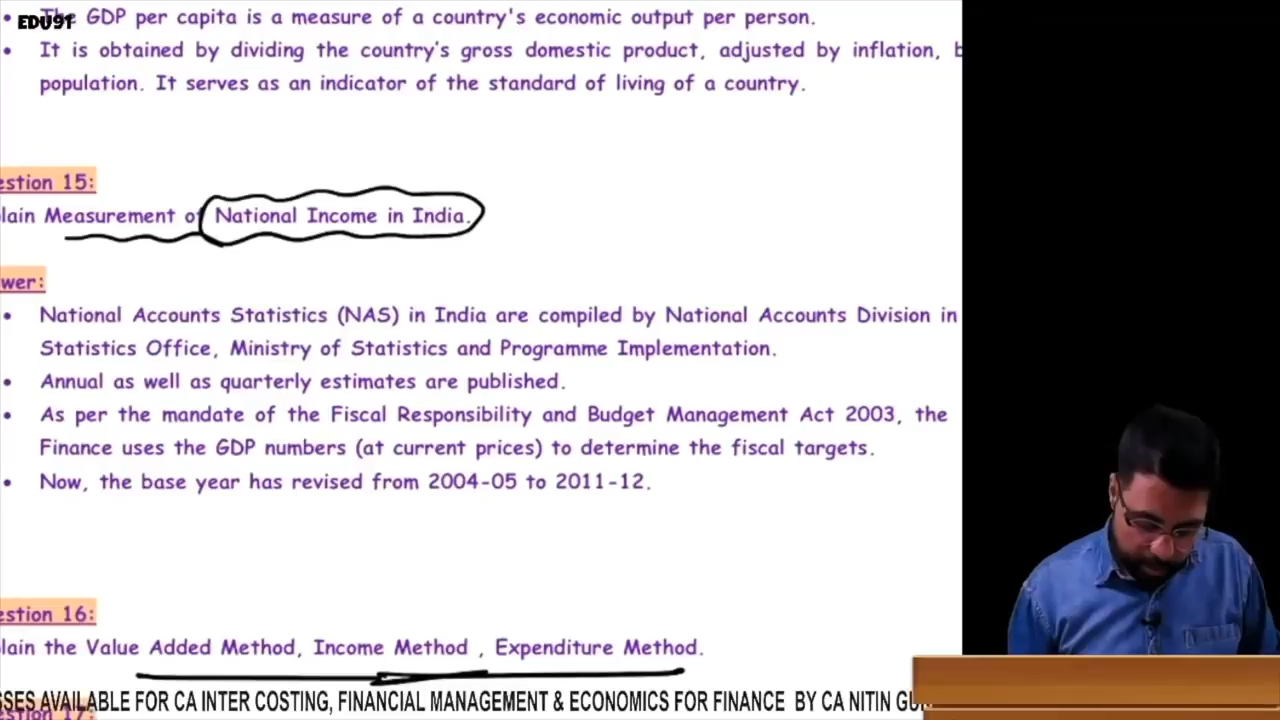 The GDP per capita is a measure of a country's economic output per person.
EDU91
It is obtained by dividing the country's gross domestic product, adjusted by inflation, b
population. It serves as an indicator of the standard of living of a country.
estion 15:
lain Measurement of National Income in India.
wer:
National Accounts Statistics (NAS) in India are compiled by National Accounts Division in
Statistics Office, Ministry of Statistics and Programme Implementation.
Annual as well as quarterly estimates are published.
As per the mandate of the Fiscal Responsibility and Budget Management Act 2003, the
Finance uses the GDP numbers (at current prices) to determine the fiscal targets.
Now, the base year has revised from 2004-05 to 2011-12.
estion 16:
lain the Value Added Method, Income Method , Expenditure Method.
SSES AVAILABLE FOR CA INTER COSTING, FINANCIAL MANAGEMENT & ECONOMICS FOR FINANCE BY CA NITIN GU
estion 17: